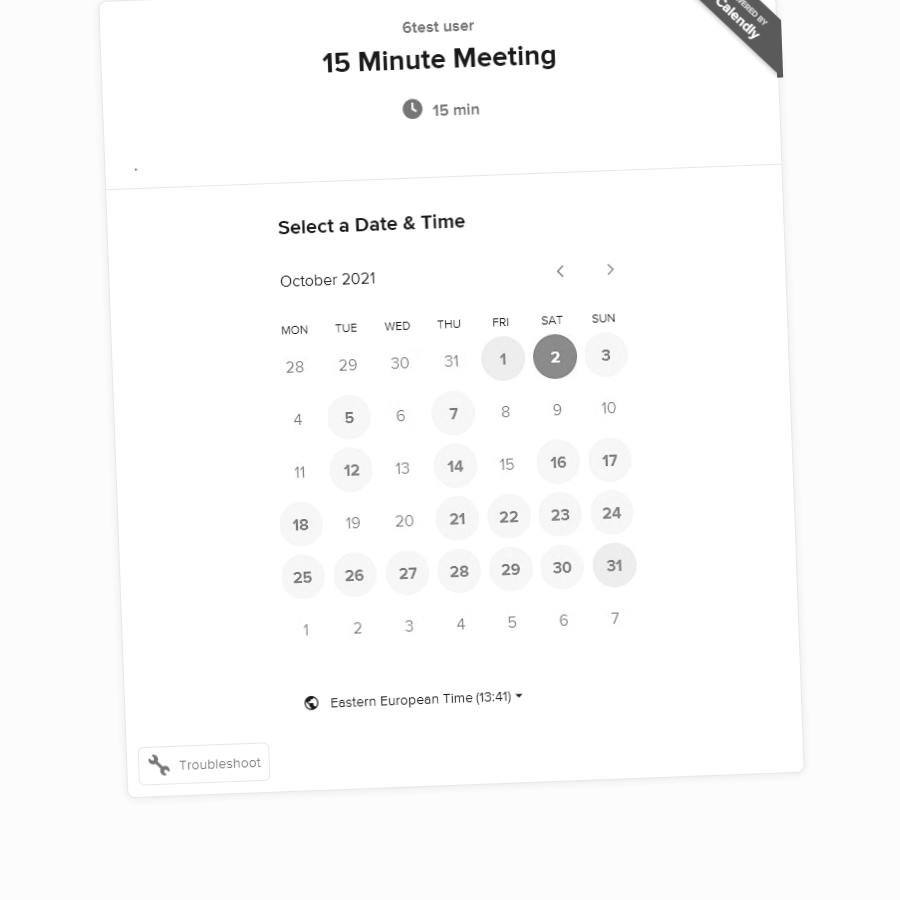 6test user
15 Minute Meeting
15 min
Calendly
.
Select a Date & Time
October 2021
MON TUE WED THU FRI SAT SUN
28 29 30 31 1 2 3
4 5 6 7 8 9 10
11 12 13 14 15 16 17
18 19 20 21 22 23 24
25 26 27 28 29 30 31
1 2 3 4 5 6 7
Eastern European Time (13:41)
Troubleshoot